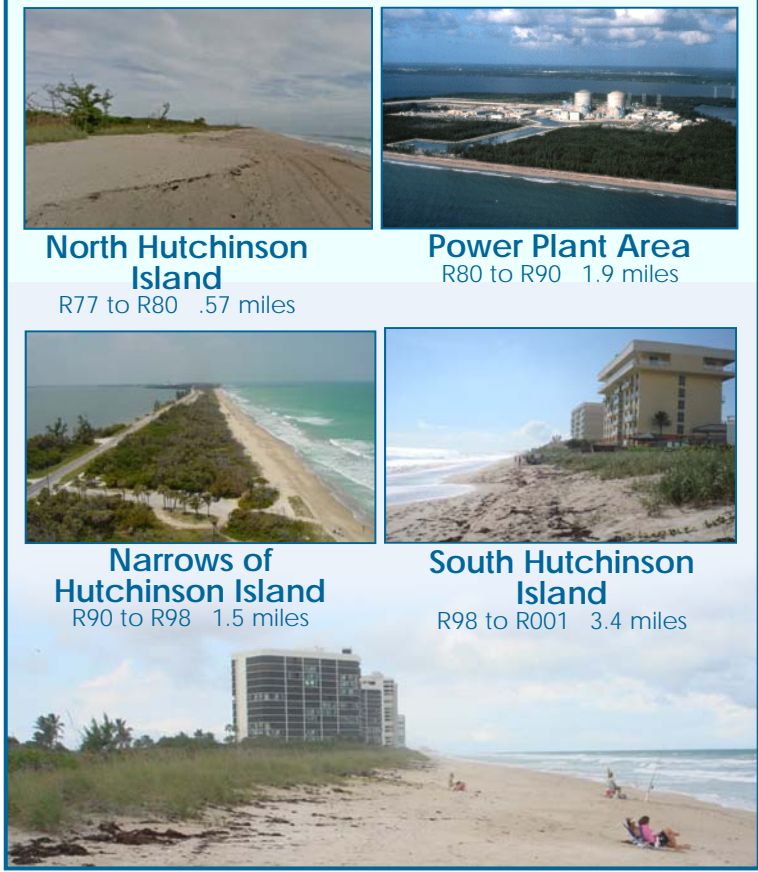 North Hutchinson
Island
R77 to R80 .57 miles
Power Plant Area
R80 to R90 1.9 miles
Narrows of
Hutchinson Island
R90 to R98 1.5 miles
South Hutchinson
Island
R98 to R001 3.4 miles